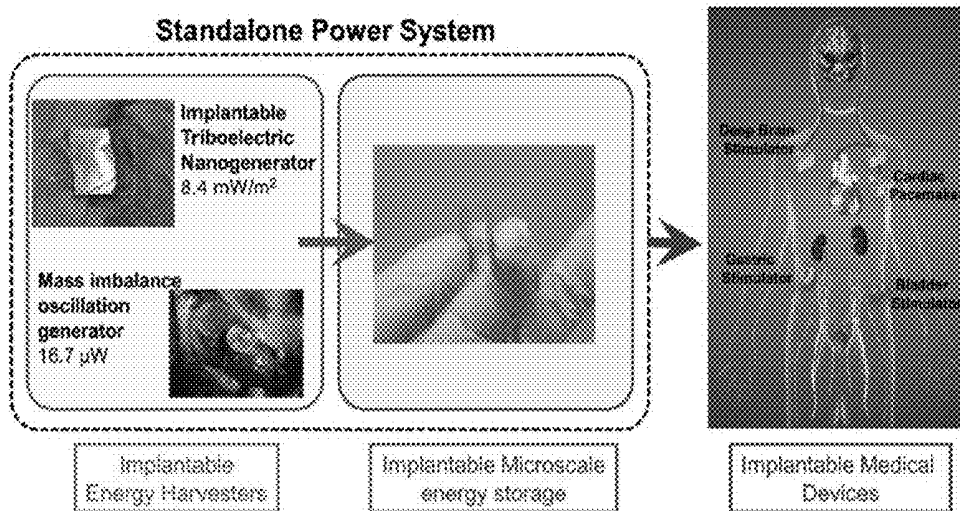 Standalone Power System
Implantable
Triboelectric
Nanogenerator
8.4 mW/m²
Mass imbalance
oscillation
generator
16.7 µW
Deep Brain
Stimulator
Cardiac
Pacemaker
Gastric
Stimulator
Bladder
Stimulator
Implantable
Energy Harvesters
Implantable Microscale
energy storage
Implantable Medical
Devices